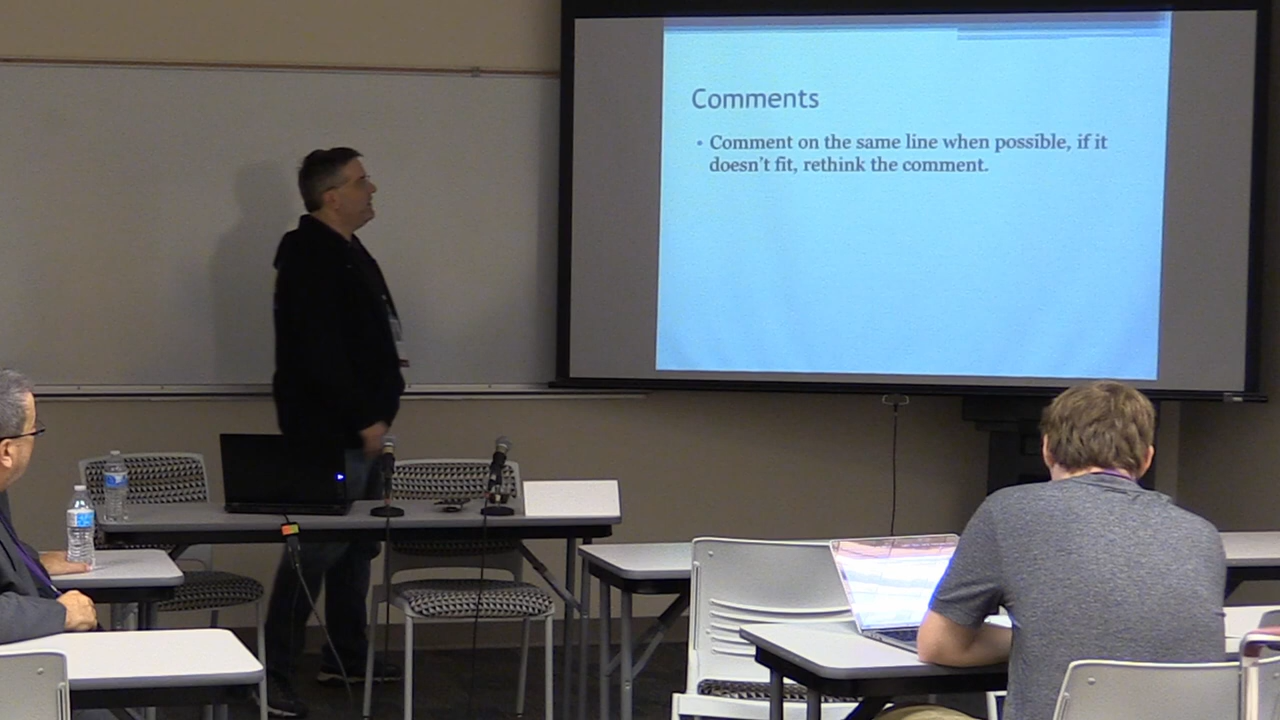 Comments
• Comment on the same line when possible, if it
doesn't fit, rethink the comment.